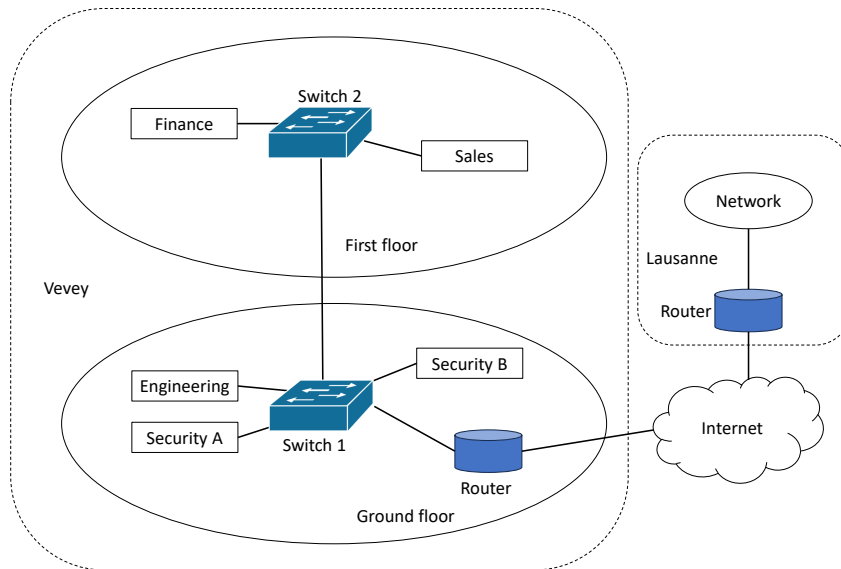 Switch 2
Finance
Sales
First floor
Vevey
Network
Lausanne
Router
Engineering
Security B
Security A
Switch 1
Router
Ground floor
Internet